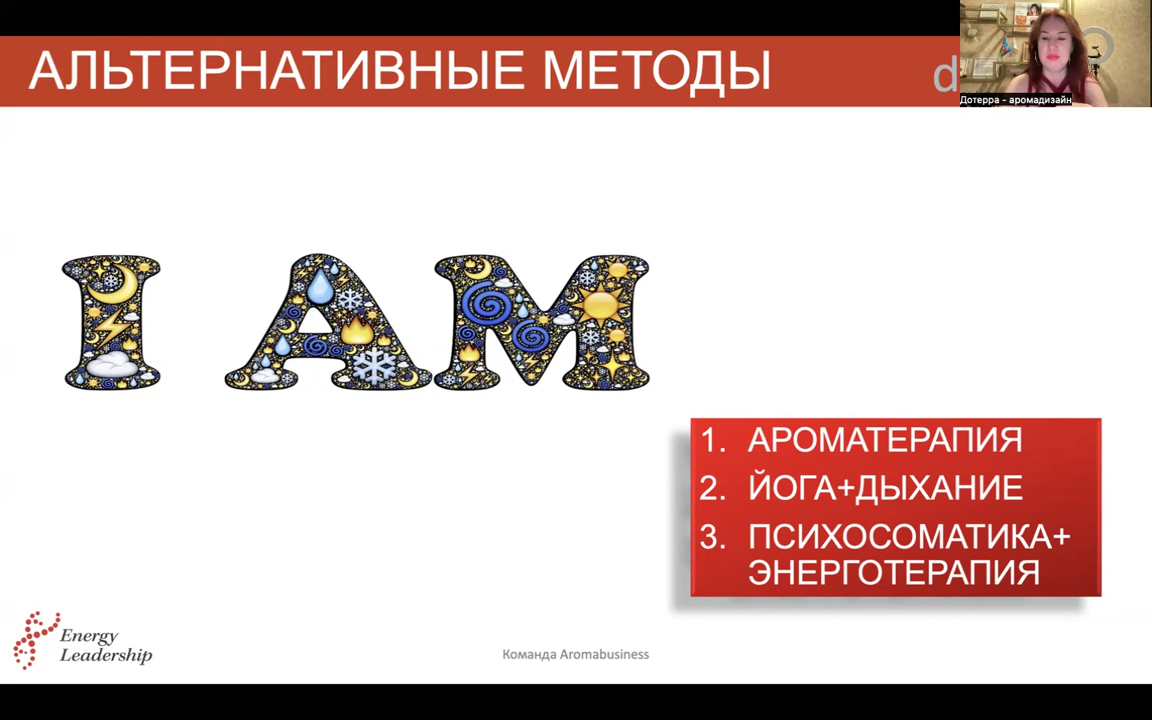 АЛЬТЕРНАТИВНЫЕ МЕТОДЫ
d
Дотерра - аромадизайн
I AM
1. АРОМАТЕРАПИЯ
2. ЙОГА+ДЫХАНИЕ
3. ПСИХОСОМАТИКА+
ЭНЕРГОТЕРАПИЯ
Energy
Leadership
Команда Aromabusiness